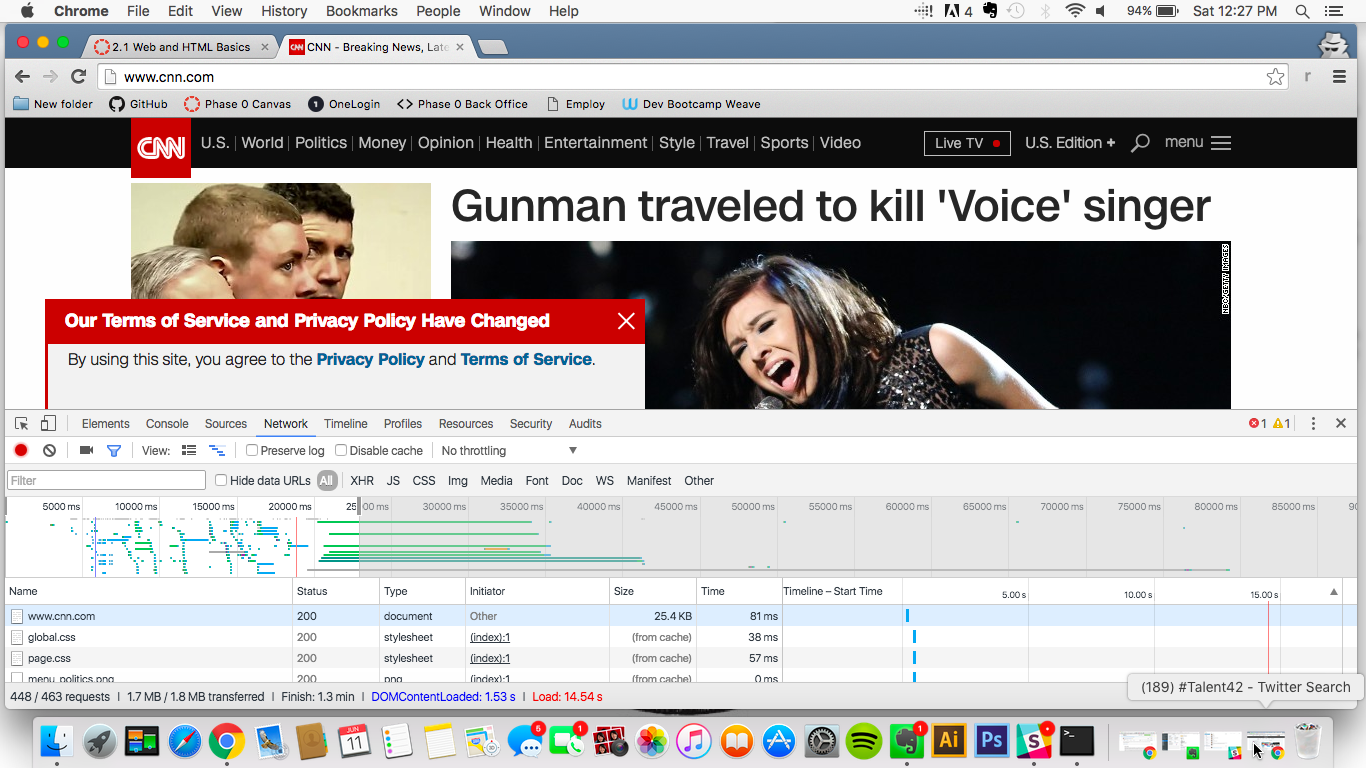 Chrome File Edit View History Bookmarks People Window Help 4 94% Sat 12:27 PM
2.1 Web and HTML Basics CNN - Breaking News, Late
www.cnn.com
New folder GitHub Phase 0 Canvas 1 OneLogin <> Phase 0 Back Office Employ Dev Bootcamp Weave
CNN U.S. World Politics Money Opinion Health Entertainment Style Travel Sports Video Live TV U.S. Edition + menu
Gunman traveled to kill 'Voice' singer
NBC/GETTY IMAGES
Our Terms of Service and Privacy Policy Have Changed
By using this site, you agree to the Privacy Policy and Terms of Service.
Elements Console Sources Network Timeline Profiles Resources Security Audits 1 1
View: Preserve log Disable cache No throttling
Filter Hide data URLs All XHR JS CSS Img Media Font Doc WS Manifest Other
5000 ms 10000 ms 15000 ms 20000 ms 25 00 ms 30000 ms 35000 ms 40000 ms 45000 ms 50000 ms 55000 ms 60000 ms 65000 ms 70000 ms 75000 ms 80000 ms 85000 ms 90
Name Status Type Initiator Size Time Timeline – Start Time 5.00 s 10.00 s 15.00 s
www.cnn.com 200 document Other 25.4 KB 81 ms
global.css 200 stylesheet (index):1 (from cache) 38 ms
page.css 200 stylesheet (index):1 (from cache) 57 ms
menu_politics.png 200 png (index):1 (from cache) 0 ms
448 / 463 requests | 1.7 MB / 1.8 MB transferred | Finish: 1.3 min | DOMContentLoaded: 1.53 s | Load: 14.54 s
(189) #Talent42 - Twitter Search
JUN 11 6 1 1 Ai Ps >_